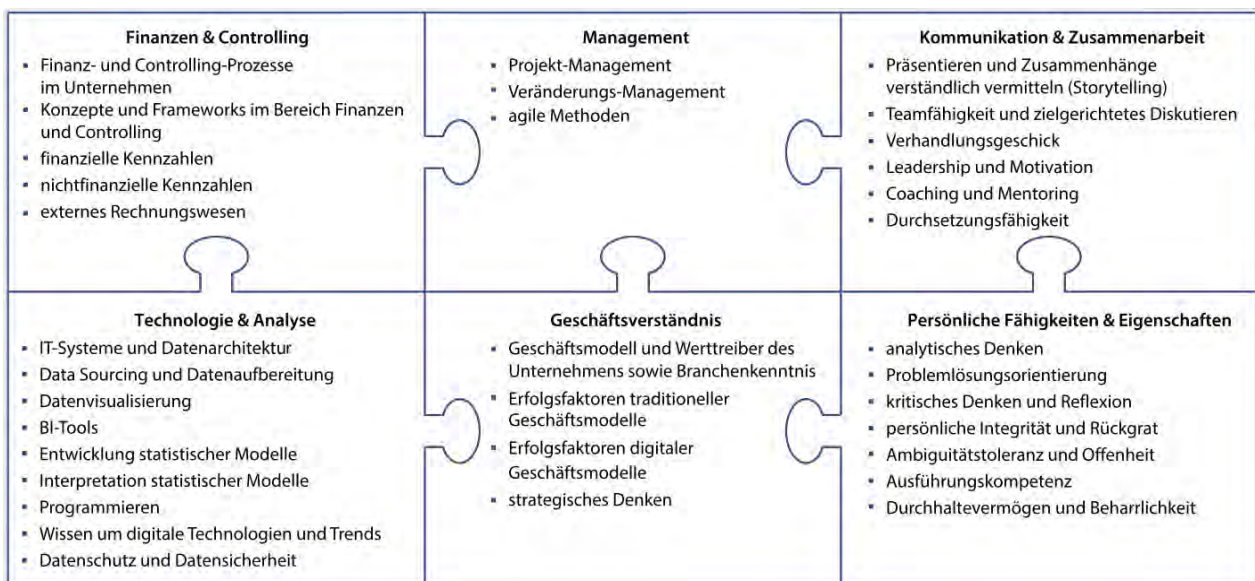 Finanzen & Controlling
▪ Finanz- und Controlling-Prozesse
im Unternehmen
▪ Konzepte und Frameworks im Bereich Finanzen
und Controlling
▪ finanzielle Kennzahlen
▪ nichtfinanzielle Kennzahlen
▪ externes Rechnungswesen
Management
▪ Projekt-Management
▪ Veränderungs-Management
▪ agile Methoden
Kommunikation & Zusammenarbeit
▪ Präsentieren und Zusammenhänge
verständlich vermitteln (Storytelling)
▪ Teamfähigkeit und zielgerichtetes Diskutieren
▪ Verhandlungsgeschick
▪ Leadership und Motivation
▪ Coaching und Mentoring
▪ Durchsetzungsfähigkeit
Technologie & Analyse
▪ IT-Systeme und Datenarchitektur
▪ Data Sourcing und Datenaufbereitung
▪ Datenvisualisierung
▪ BI-Tools
▪ Entwicklung statistischer Modelle
▪ Interpretation statistischer Modelle
▪ Programmieren
▪ Wissen um digitale Technologien und Trends
▪ Datenschutz und Datensicherheit
Geschäftsverständnis
▪ Geschäftsmodell und Werttreiber des
Unternehmens sowie Branchenkenntnis
▪ Erfolgsfaktoren traditioneller
Geschäftsmodelle
▪ Erfolgsfaktoren digitaler
Geschäftsmodelle
▪ strategisches Denken
Persönliche Fähigkeiten & Eigenschaften
▪ analytisches Denken
▪ Problemlösungsorientierung
▪ kritisches Denken und Reflexion
▪ persönliche Integrität und Rückgrat
▪ Ambiguitätstoleranz und Offenheit
▪ Ausführungskompetenz
▪ Durchhaltevermögen und Beharrlichkeit